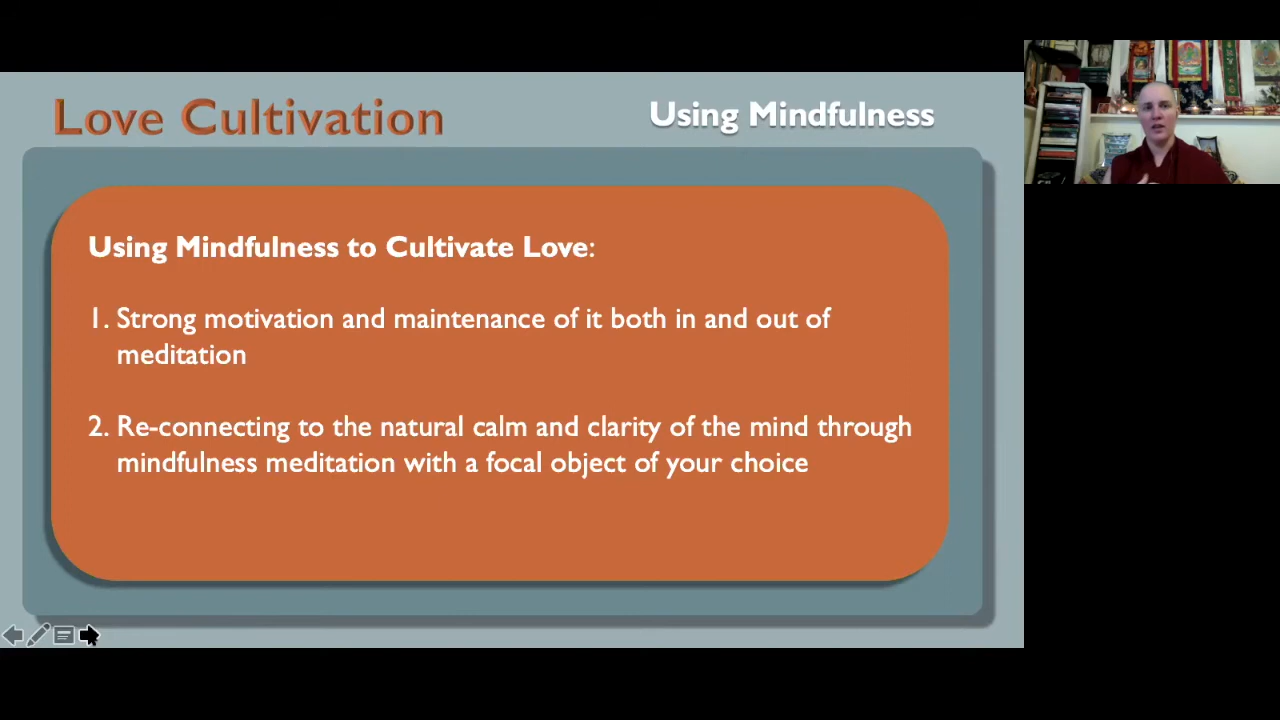 Love Cultivation
Using Mindfulness
Using Mindfulness to Cultivate Love:
1. Strong motivation and maintenance of it both in and out of
meditation
2. Re-connecting to the natural calm and clarity of the mind through
mindfulness meditation with a focal object of your choice